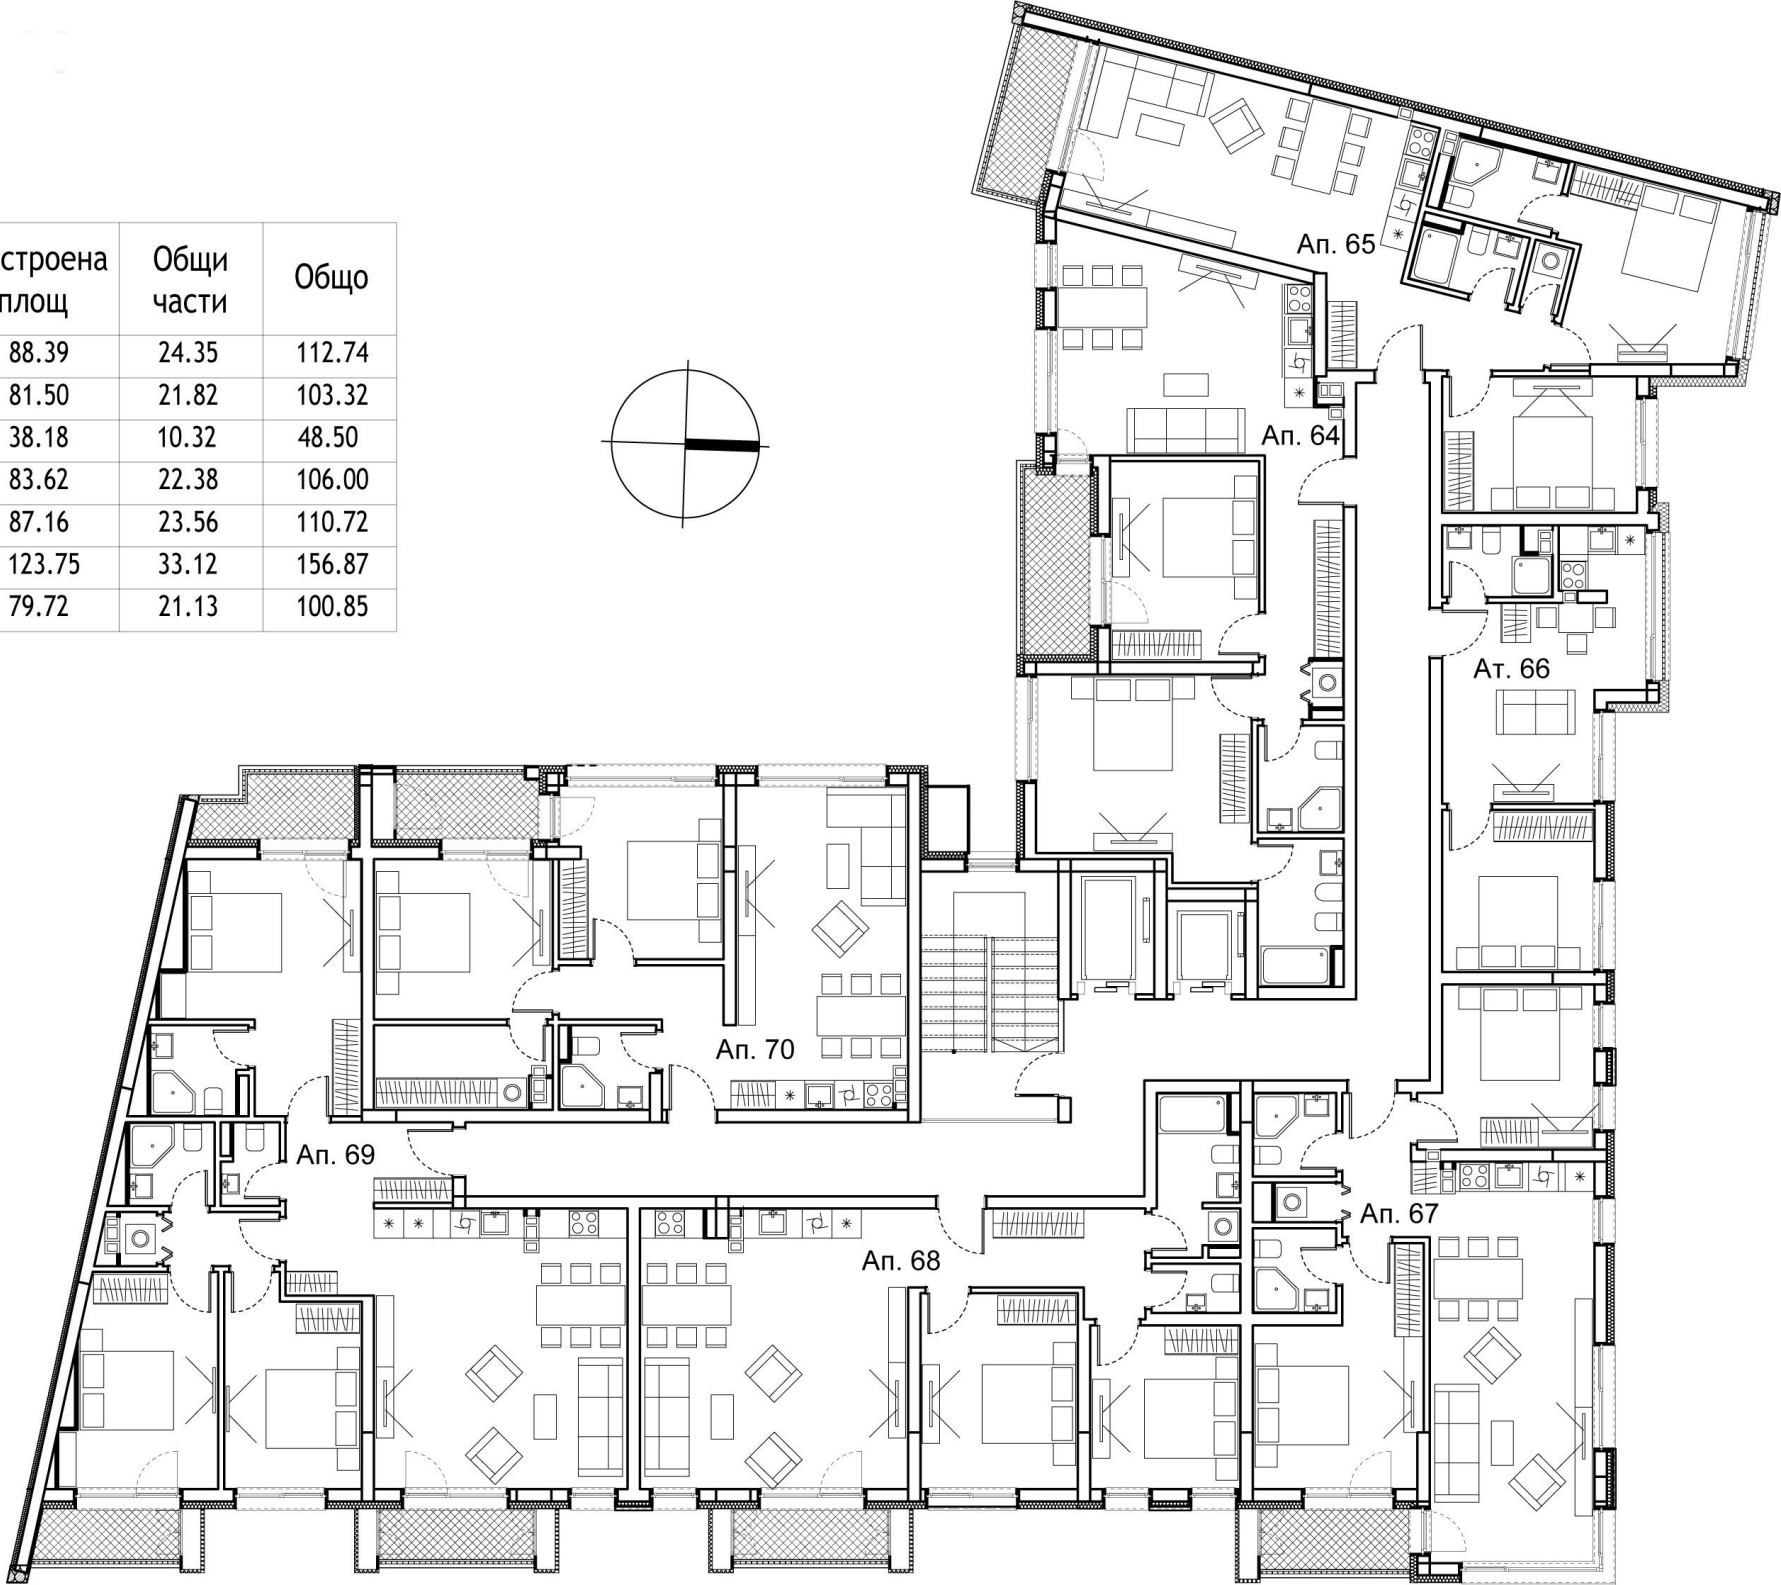 строена Общи Общо
площ части
88.39 24.35 112.74
81.50 21.82 103.32
38.18 10.32 48.50
83.62 22.38 106.00
87.16 23.56 110.72
123.75 33.12 156.87
79.72 21.13 100.85
Ап. 65
Ап. 64
Ат. 66
Ап. 70
Ап. 69
Ап. 67
Ап. 68